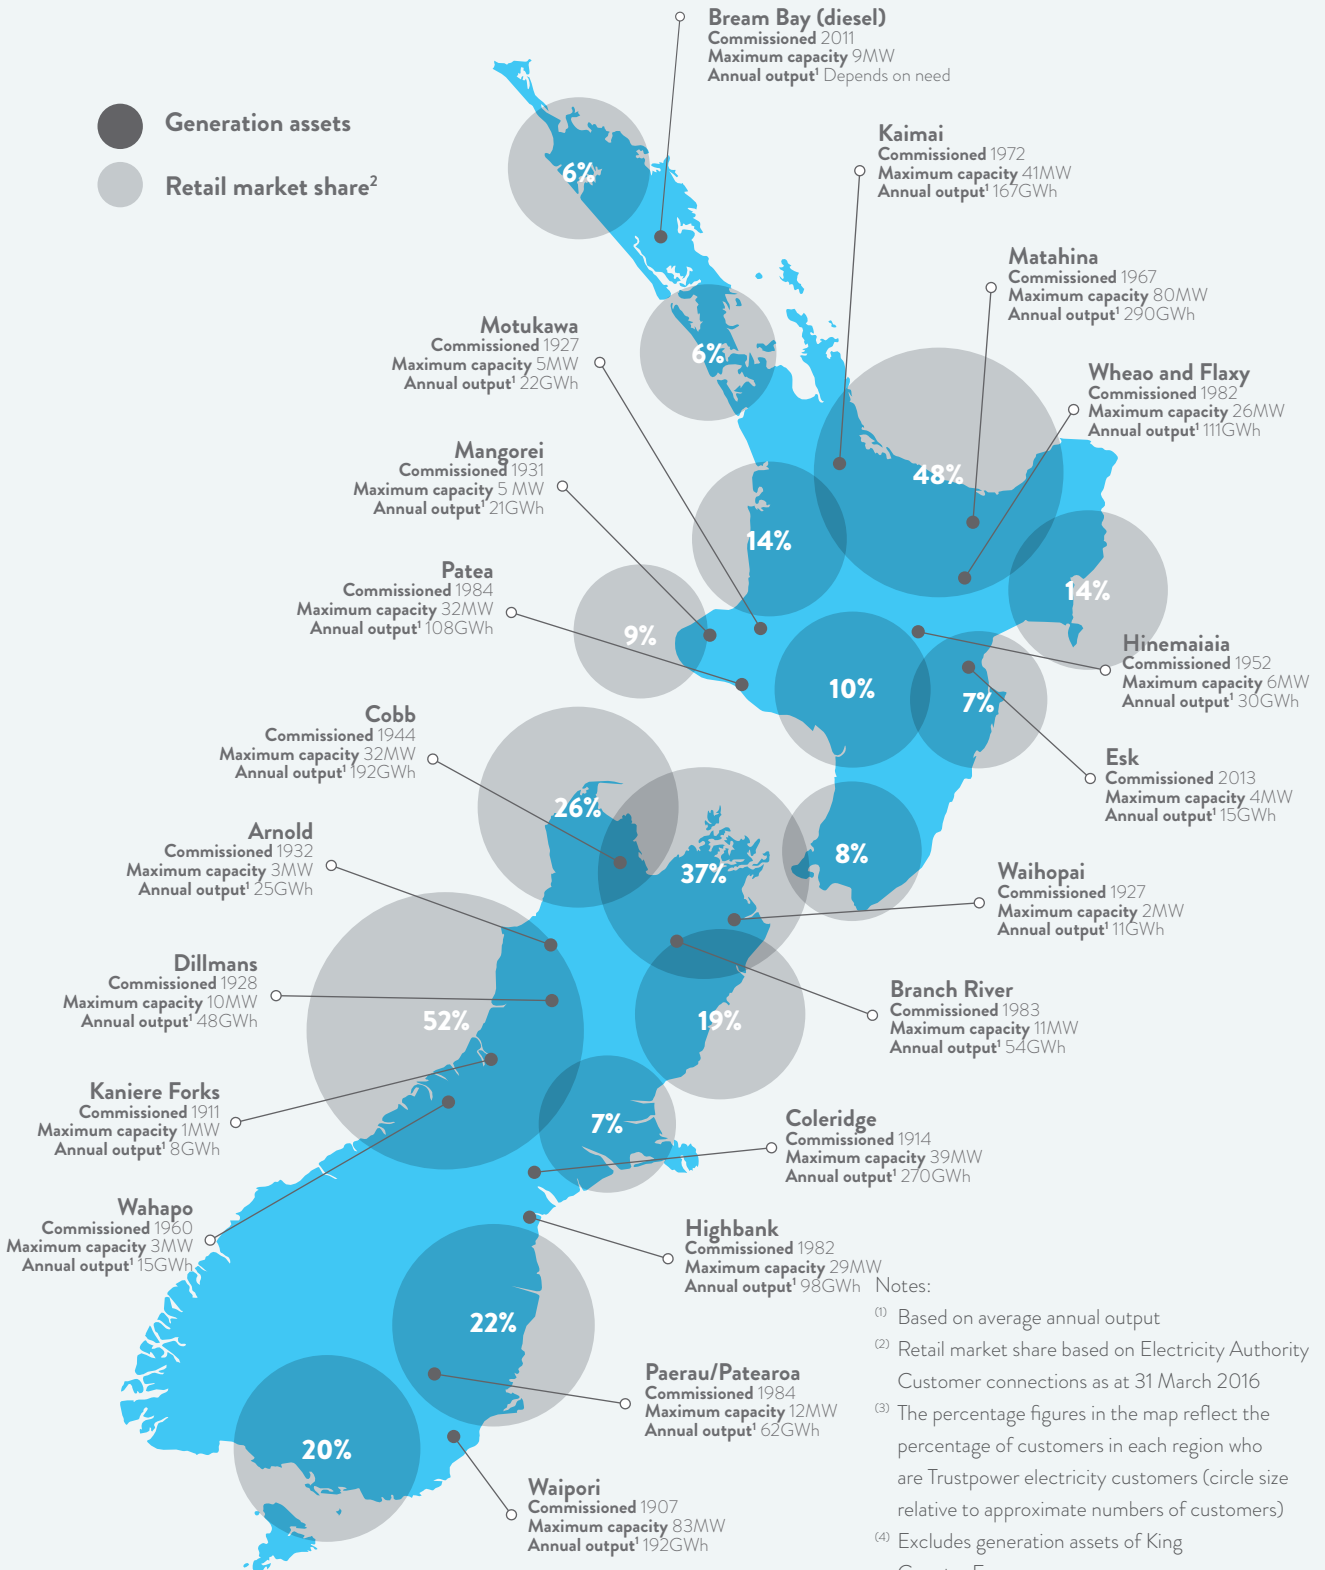 Bream Bay (diesel)
Commissioned 2011
Maximum capacity 9MW
Annual output¹ Depends on need
Generation assets
Retail market share²
Kaimai
Commissioned 1972
Maximum capacity 41MW
Annual output¹ 167GWh
6%
Matahina
Commissioned 1967
Maximum capacity 80MW
Annual output¹ 290GWh
Motukawa
Commissioned 1927
Maximum capacity 5MW
Annual output¹ 22GWh
6%
Wheao and Flaxy
Commissioned 1982
Maximum capacity 26MW
Annual output¹ 111GWh
Mangorei
Commissioned 1931
Maximum capacity 5 MW
Annual output¹ 21GWh
48%
14%
Patea
Commissioned 1984
Maximum capacity 32MW
Annual output¹ 108GWh
14%
9%
Hinemaiaia
Commissioned 1952
Maximum capacity 6MW
Annual output¹ 30GWh
10%
7%
Cobb
Commissioned 1944
Maximum capacity 32MW
Annual output¹ 192GWh
Esk
Commissioned 2013
Maximum capacity 4MW
Annual output¹ 15GWh
26%
Arnold
Commissioned 1932
Maximum capacity 3MW
Annual output¹ 25GWh
37%
8%
Waihopai
Commissioned 1927
Maximum capacity 2MW
Annual output¹ 11GWh
Dillmans
Commissioned 1928
Maximum capacity 10MW
Annual output¹ 48GWh
52%
19%
Branch River
Commissioned 1983
Maximum capacity 11MW
Annual output¹ 54GWh
Kaniere Forks
Commissioned 1911
Maximum capacity 1MW
Annual output¹ 8GWh
7%
Coleridge
Commissioned 1914
Maximum capacity 39MW
Annual output¹ 270GWh
Wahapo
Commissioned 1960
Maximum capacity 3MW
Annual output¹ 15GWh
Highbank
Commissioned 1982
Maximum capacity 29MW
Annual output¹ 98GWh
22%
Paerau/Patearoa
Commissioned 1984
Maximum capacity 12MW
Annual output¹ 62GWh
20%
Waipori
Commissioned 1907
Maximum capacity 83MW
Annual output¹ 192GWh
Notes:
(1) Based on average annual output
(2) Retail market share based on Electricity Authority
Customer connections as at 31 March 2016
(3) The percentage figures in the map reflect the
percentage of customers in each region who
are Trustpower electricity customers (circle size
relative to approximate numbers of customers)
(4) Excludes generation assets of King